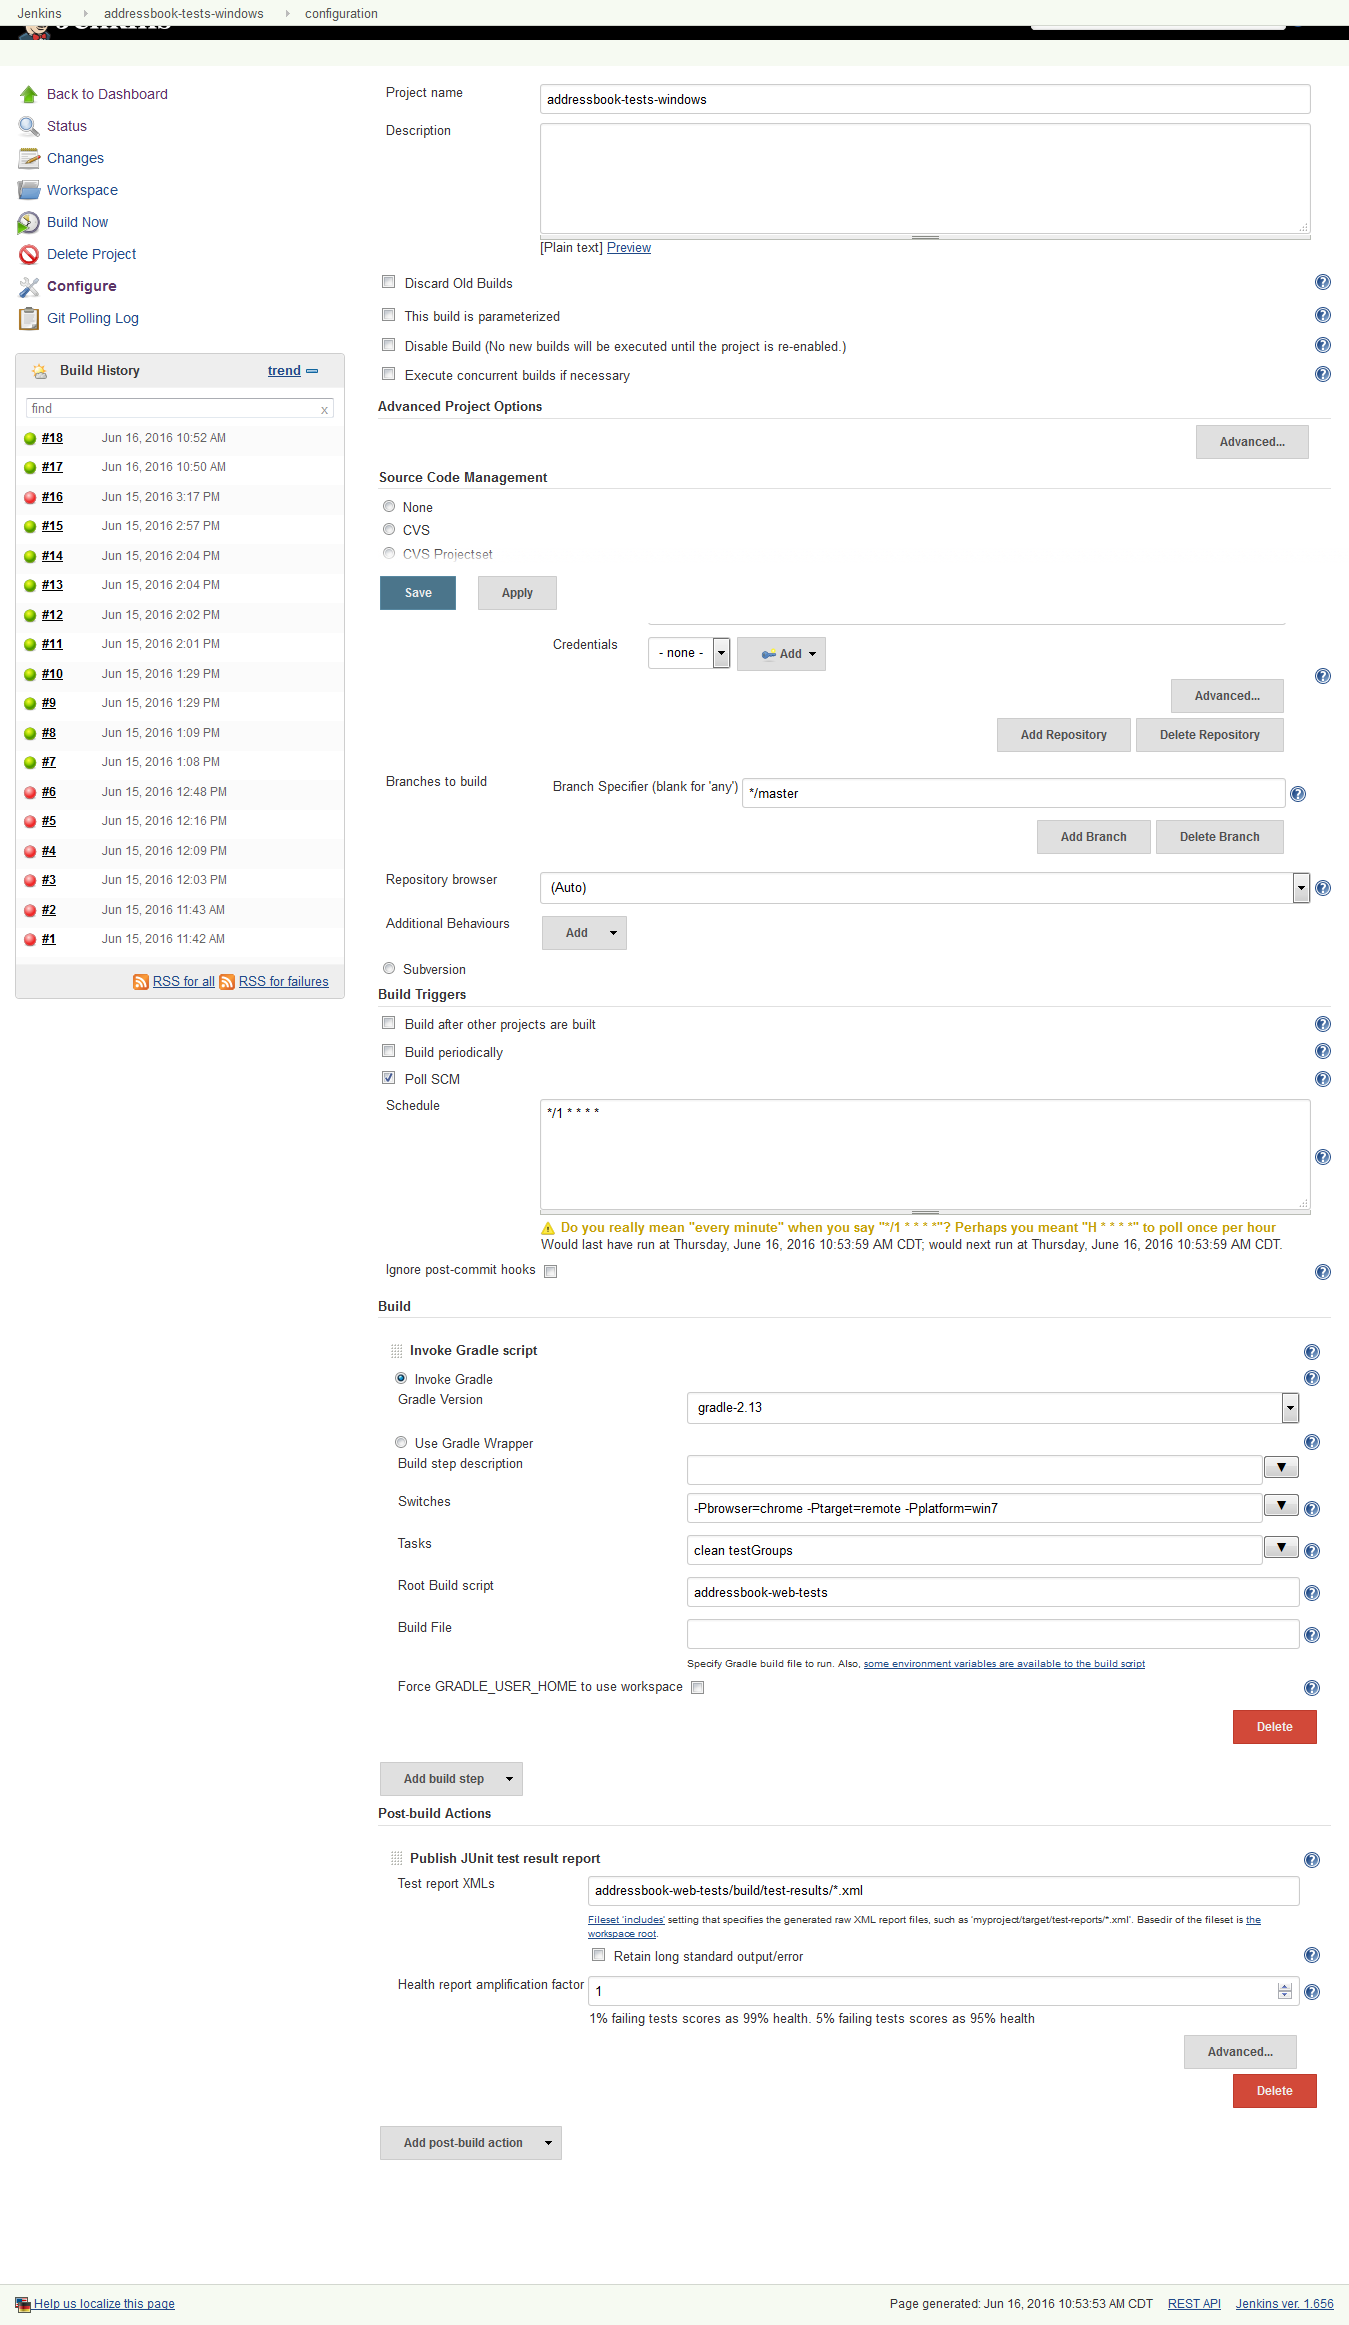 Jenkins addressbook-tests-windows configuration
Jenkins
Back to Dashboard
Status
Changes
Workspace
Build Now
Delete Project
Configure
Git Polling Log
Build History trend
find x
#18 Jun 16, 2016 10:52 AM
#17 Jun 16, 2016 10:50 AM
#16 Jun 15, 2016 3:17 PM
#15 Jun 15, 2016 2:57 PM
#14 Jun 15, 2016 2:04 PM
#13 Jun 15, 2016 2:04 PM
#12 Jun 15, 2016 2:02 PM
#11 Jun 15, 2016 2:01 PM
#10 Jun 15, 2016 1:29 PM
#9 Jun 15, 2016 1:29 PM
#8 Jun 15, 2016 1:09 PM
#7 Jun 15, 2016 1:08 PM
#6 Jun 15, 2016 12:48 PM
#5 Jun 15, 2016 12:16 PM
#4 Jun 15, 2016 12:09 PM
#3 Jun 15, 2016 12:03 PM
#2 Jun 15, 2016 11:43 AM
#1 Jun 15, 2016 11:42 AM
RSS for all RSS for failures
Project name addressbook-tests-windows
Description
[Plain text] Preview
Discard Old Builds
This build is parameterized
Disable Build (No new builds will be executed until the project is re-enabled.)
Execute concurrent builds if necessary
Advanced Project Options
Advanced...
Source Code Management
None
CVS
CVS Projectset
Save Apply
Credentials - none - Add
Advanced...
Add Repository Delete Repository
Branches to build Branch Specifier (blank for 'any') */master
Add Branch Delete Branch
Repository browser (Auto)
Additional Behaviours Add
Subversion
Build Triggers
Build after other projects are built
Build periodically
Poll SCM
Schedule */1 * * * *
Do you really mean "every minute" when you say "*/1 * * * *"? Perhaps you meant "H * * * *" to poll once per hour
Would last have run at Thursday, June 16, 2016 10:53:59 AM CDT; would next run at Thursday, June 16, 2016 10:53:59 AM CDT.
Ignore post-commit hooks
Build
Invoke Gradle script
Invoke Gradle
Gradle Version gradle-2.13
Use Gradle Wrapper
Build step description
Switches -Pbrowser=chrome -Ptarget=remote -Pplatform=win7
Tasks clean testGroups
Root Build script addressbook-web-tests
Build File
Specify Gradle build file to run. Also, some environment variables are available to the build script
Force GRADLE_USER_HOME to use workspace
Delete
Add build step
Post-build Actions
Publish JUnit test result report
Test report XMLs addressbook-web-tests/build/test-results/*.xml
Fileset 'includes' setting that specifies the generated raw XML report files, such as 'myproject/target/test-reports/*.xml'. Basedir of the fileset is the
workspace root.
Retain long standard output/error
Health report amplification factor 1
1% failing tests scores as 99% health. 5% failing tests scores as 95% health
Advanced...
Delete
Add post-build action
Help us localize this page Page generated: Jun 16, 2016 10:53:53 AM CDT REST API Jenkins ver. 1.656